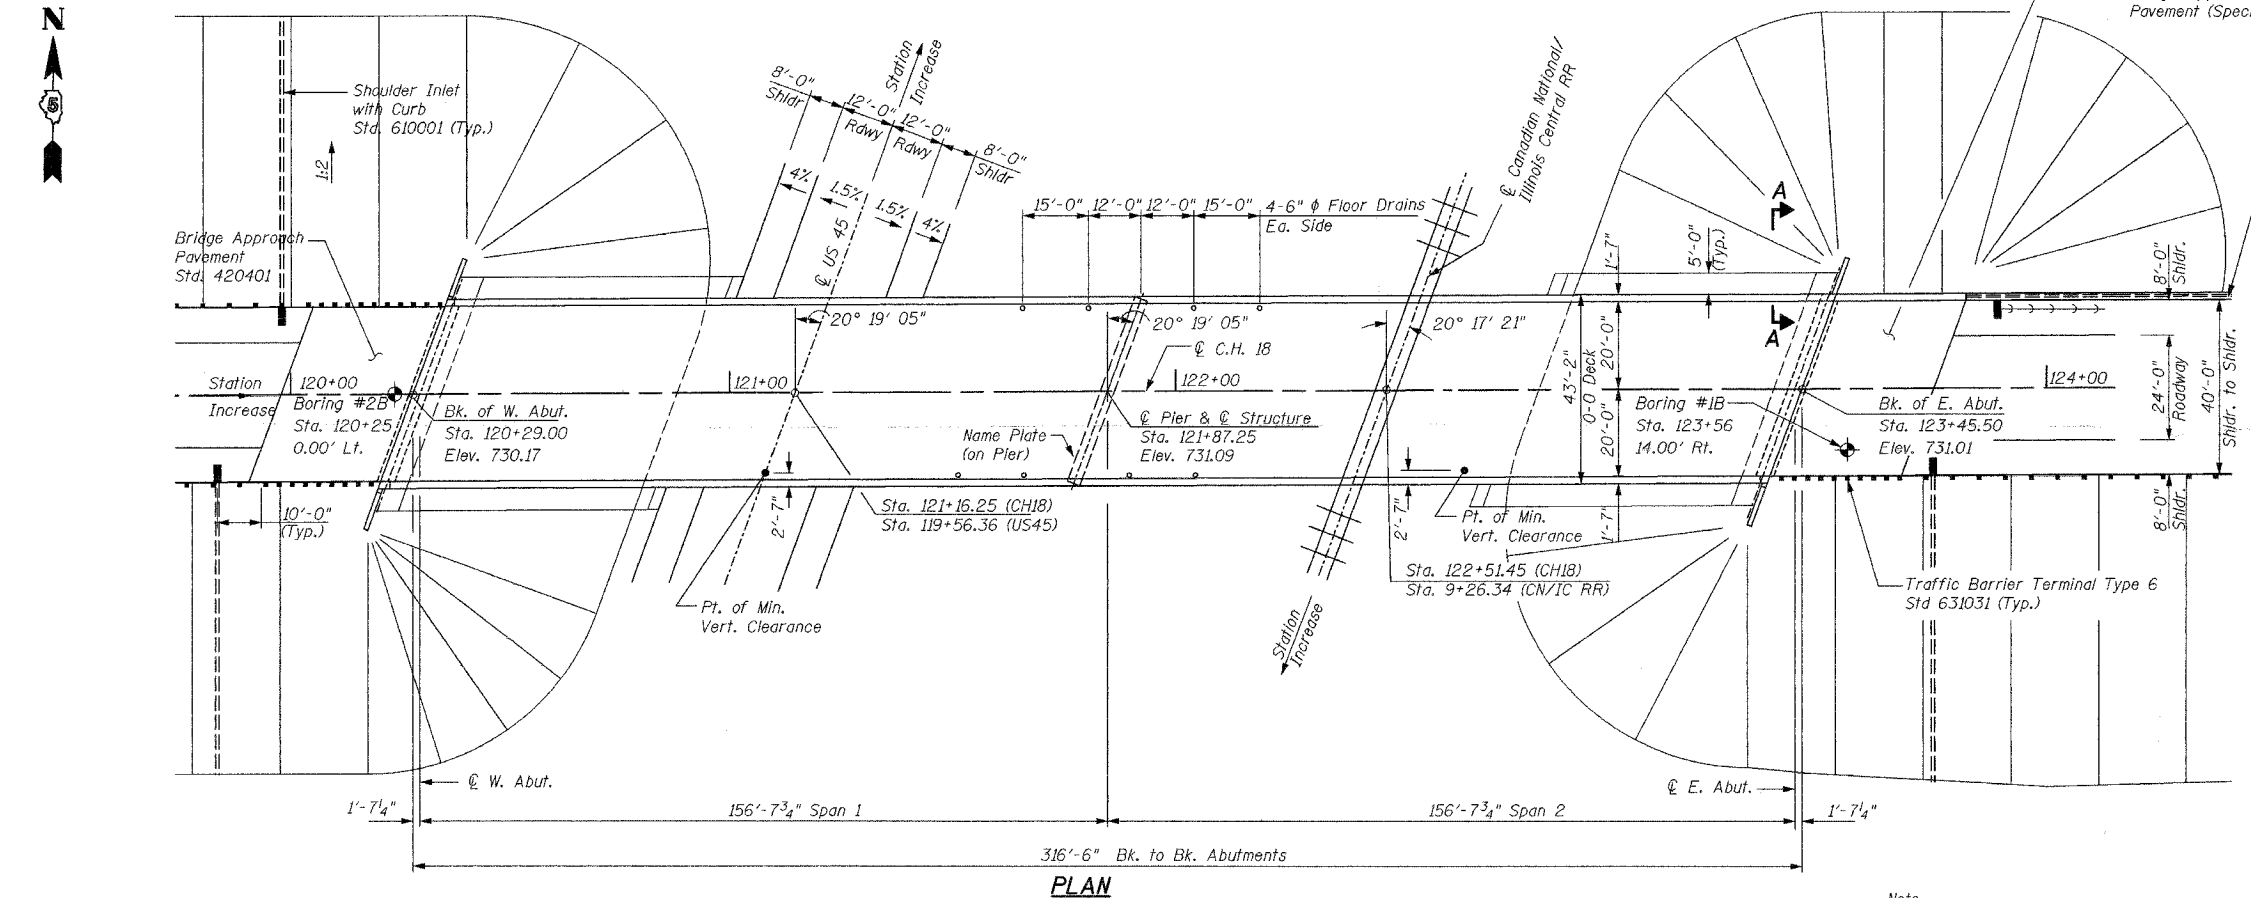 N
5
Pavement (Spec
Shoulder Inlet
with Curb
Std. 610001 (Typ.)
1:2
Bridge Approach
Pavement
Std. 420401
8'-0"
Shldr
12'-0"
Rdwy
12'-0"
Rdwy
8'-0"
Shldr
Station
Increase
4%
1.5%
1.5%
4%
℄ US 45
15'-0"
12'-0"
12'-0"
15'-0"
4-6" ϕ Floor Drains
Ea. Side
℄ Canadian National/
Illinois Central RR
1'-7"
5'-0"
(Typ.)
A
A
8'-0"
Shldr.
20° 19' 05"
20° 19' 05"
20° 17' 21"
℄ C.H. 18
Station
Increase
120+00
121+00
122+00
124+00
Boring #2B
Sta. 120+25
0.00' Lt.
Bk. of W. Abut.
Sta. 120+29.00
Elev. 730.17
Name Plate
(on Pier)
℄ Pier & ℄ Structure
Sta. 121+87.25
Elev. 731.09
43'-2"
O-O Deck
20'-0"
20'-0"
Boring #1B
Sta. 123+56
14.00' Rt.
Bk. of E. Abut.
Sta. 123+45.50
Elev. 731.01
24'-0"
Roadway
40'-0"
Shldr. to Shldr.
10'-0"
(Typ.)
2'-7"
Sta. 121+16.25 (CH18)
Sta. 119+56.36 (US45)
2'-7"
Pt. of Min.
Vert. Clearance
1'-7"
8'-0"
Shldr.
Sta. 122+51.45 (CH18)
Sta. 9+26.34 (CN/IC RR)
Traffic Barrier Terminal Type 6
Std 631031 (Typ.)
Pt. of Min.
Vert. Clearance
Station
Increase
℄ W. Abut.
℄ E. Abut.
1'-7¼"
156'-7¾" Span 1
156'-7¾" Span 2
1'-7¼"
316'-6" Bk. to Bk. Abutments
PLAN